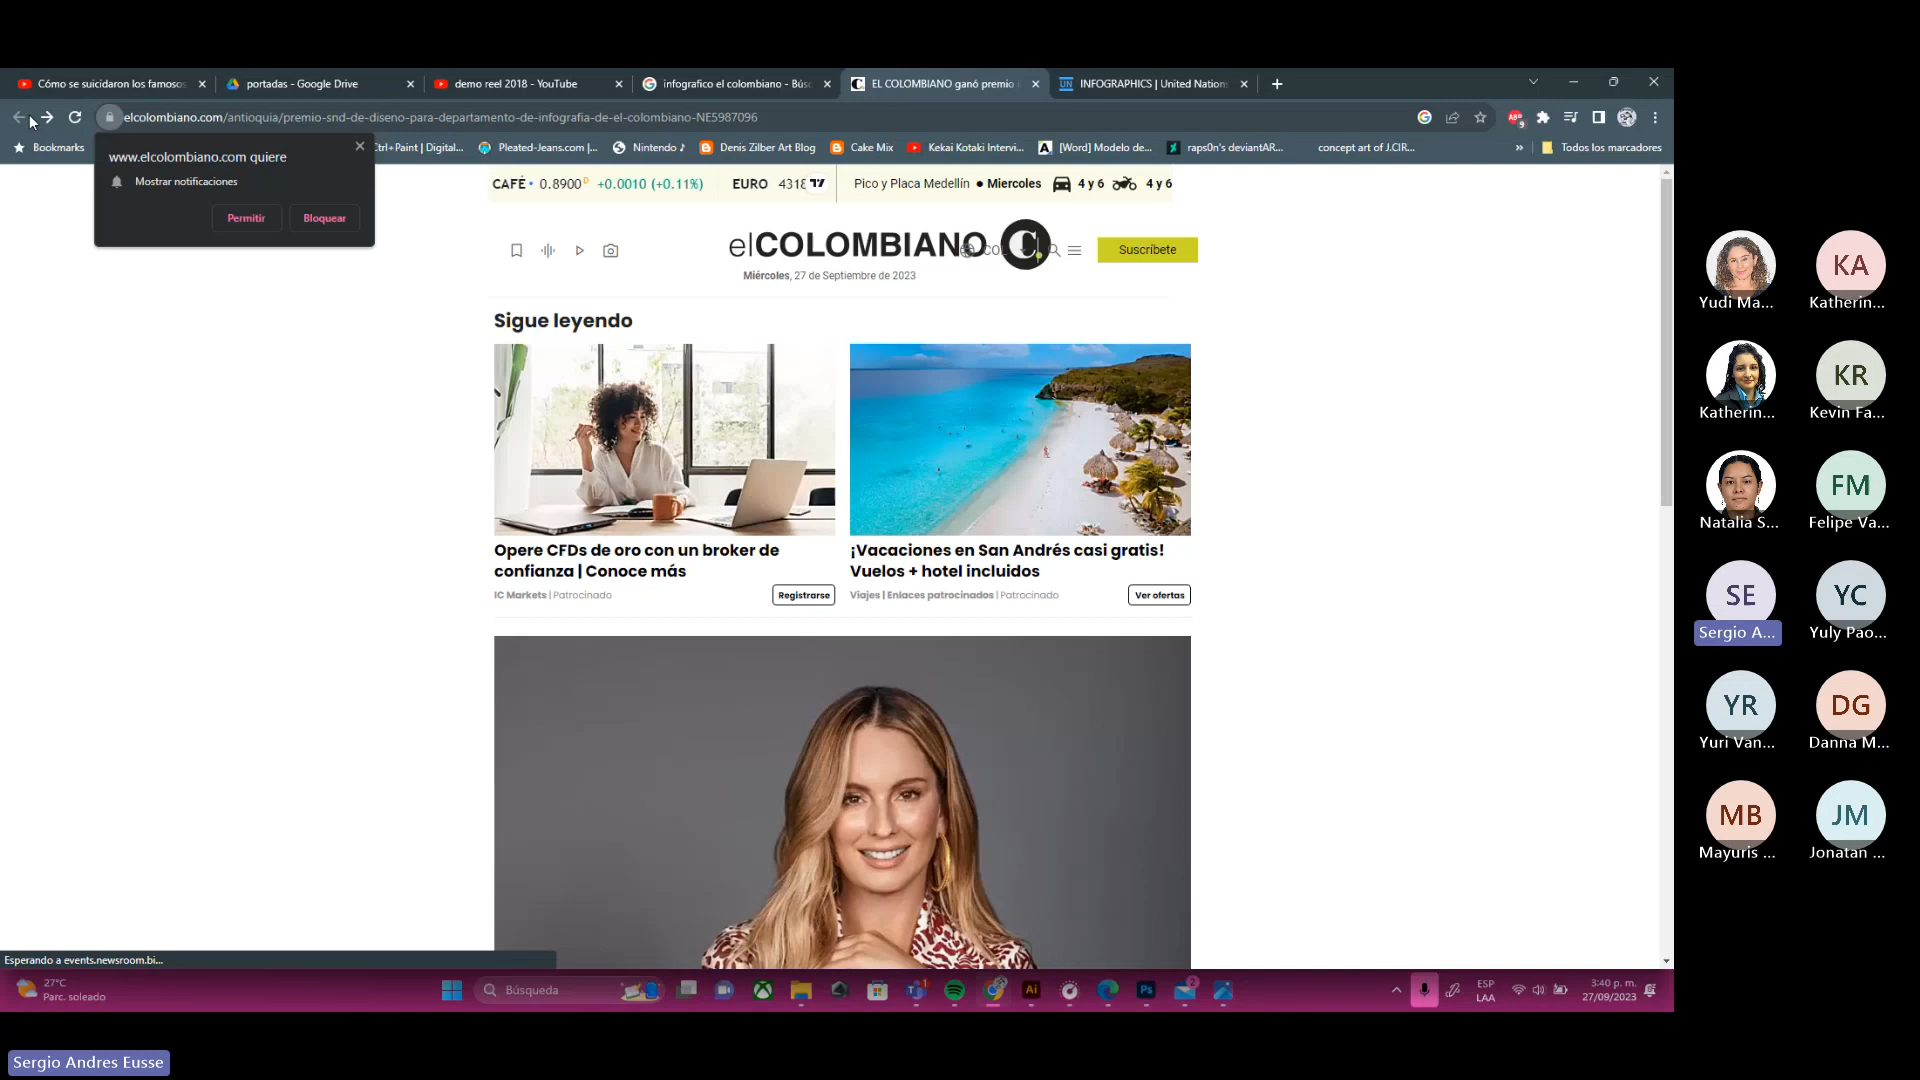 Cómo se suicidaron los famosos
portadas - Google Drive
demo reel 2018 - YouTube
infografico el colombiano - Bús
EL COLOMBIANO ganó premio
UN INFOGRAPHICS | United Nation
elcolombiano.com/antioquia/premio-snd-de-diseno-para-departamento-de-infografia-de-el-colombiano-NE5987096
Bookmarks
Ctrl+Paint | Digital...
Pleated-Jeans.com |...
Nintendo
Denis Zilber Art Blog
Cake Mix
Kekai Kotaki Intervi...
[Word] Modelo de...
raps0n's deviantAR...
concept art of J.CIR...
»
Todos los marcadores
www.elcolombiano.com quiere
Mostrar notificaciones
Permitir
Bloquear
CAFÉ 0.8900 +0.0010 (+0.11%)
EURO 4318
Pico y Placa Medellín • Miercoles 4 y 6 4 y 6
elCOLOMBIANO C.
COL
Suscríbete
Miércoles, 27 de Septiembre de 2023
Sigue leyendo
Opere CFDs de oro con un broker de
confianza | Conoce más
IC Markets | Patrocinado
Registrarse
¡Vacaciones en San Andrés casi gratis!
Vuelos + hotel incluidos
Viajes | Enlaces patrocinados | Patrocinado
Ver ofertas
Esperando a events.newsroom.bi...
27°C
Parc. soleado
Búsqueda
Ai
Ps
2
ESP
LAA
3:40 p. m.
27/09/2023
Yudi Ma...
KA
Katherin...
Katherin...
KR
Kevin Fa...
Natalia S...
FM
Felipe Va...
SE
Sergio A...
YC
Yuly Pao...
YR
Yuri Van...
DG
Danna M...
MB
Mayuris ...
JM
Jonatan ...
Sergio Andres Eusse